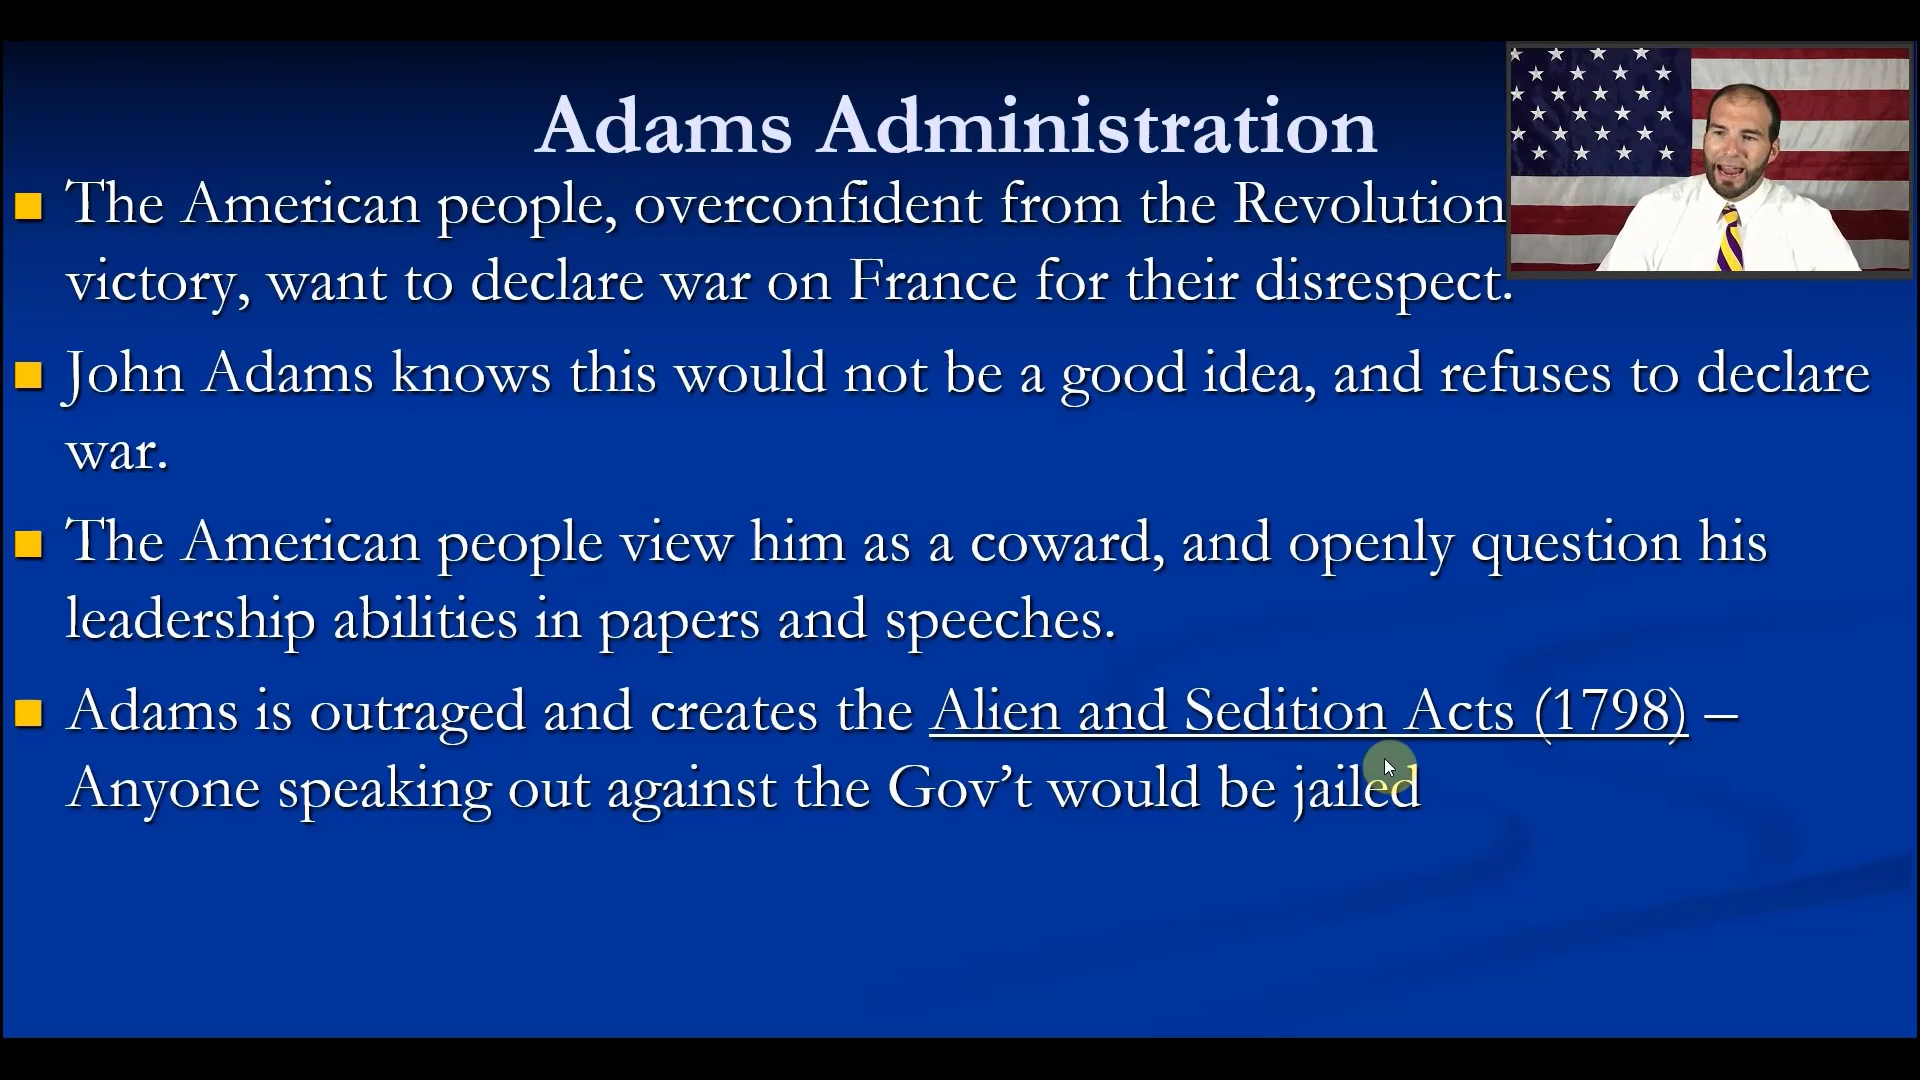 Adams Administration
The American people, overconfident from the Revolution
victory, want to declare war on France for their disrespect.
John Adams knows this would not be a good idea, and refuses to declare
war.
The American people view him as a coward, and openly question his
leadership abilities in papers and speeches.
Adams is outraged and creates the Alien and Sedition Acts (1798) –
Anyone speaking out against the Gov’t would be jailed